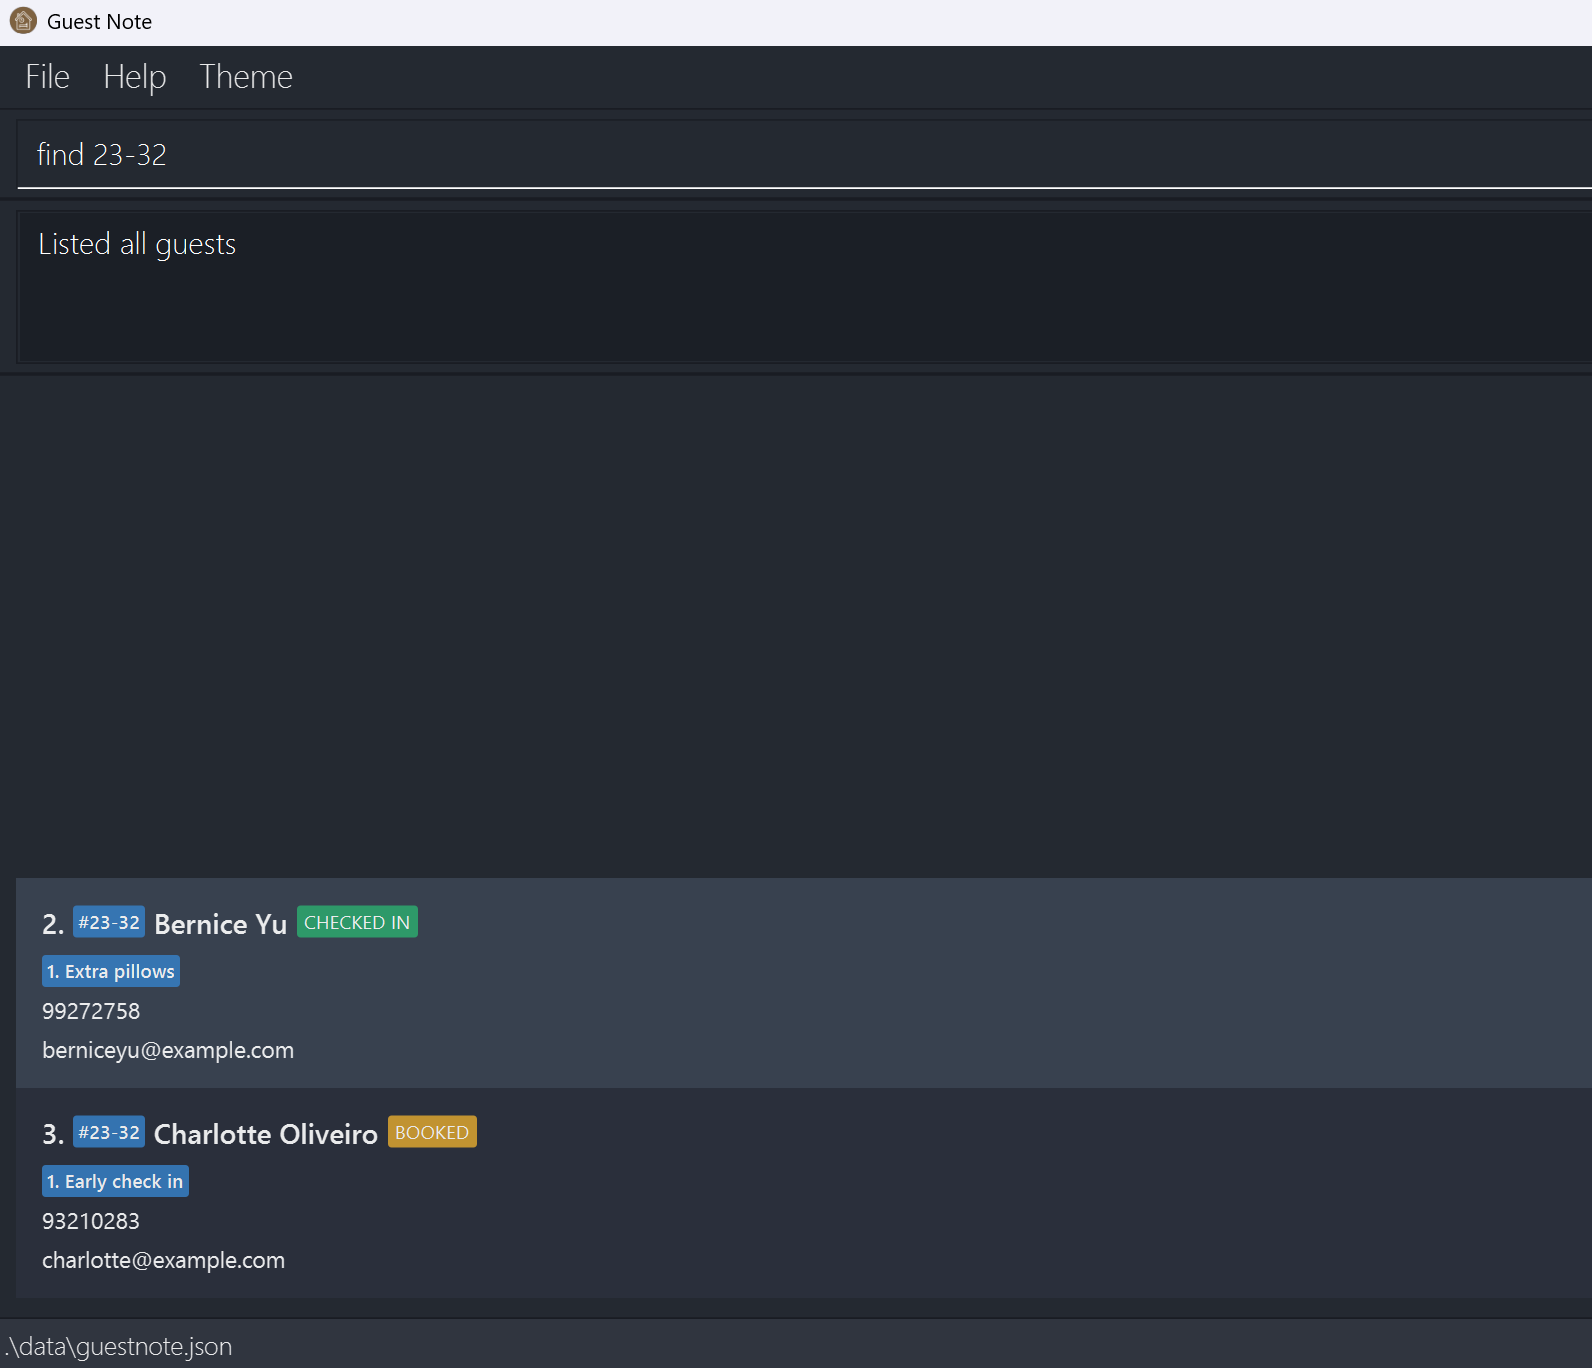 Guest Note
File Help Theme
find 23-32
Listed all guests
2. #23-32 Bernice Yu CHECKED IN
1. Extra pillows
99272758
berniceyu@example.com
3. #23-32 Charlotte Oliveiro BOOKED
1. Early check in
93210283
charlotte@example.com
.\data\guestnote.json